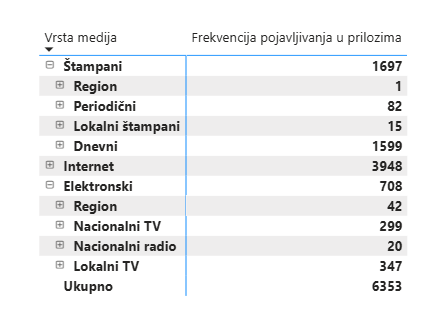 Vrsta medija Frekvencija pojavljivanja u prilozima
Štampani 1697
Region 1
Periodični 82
Lokalni štampani 15
Dnevni 1599
Internet 3948
Elektronski 708
Region 42
Nacionalni TV 299
Nacionalni radio 20
Lokalni TV 347
Ukupno 6353